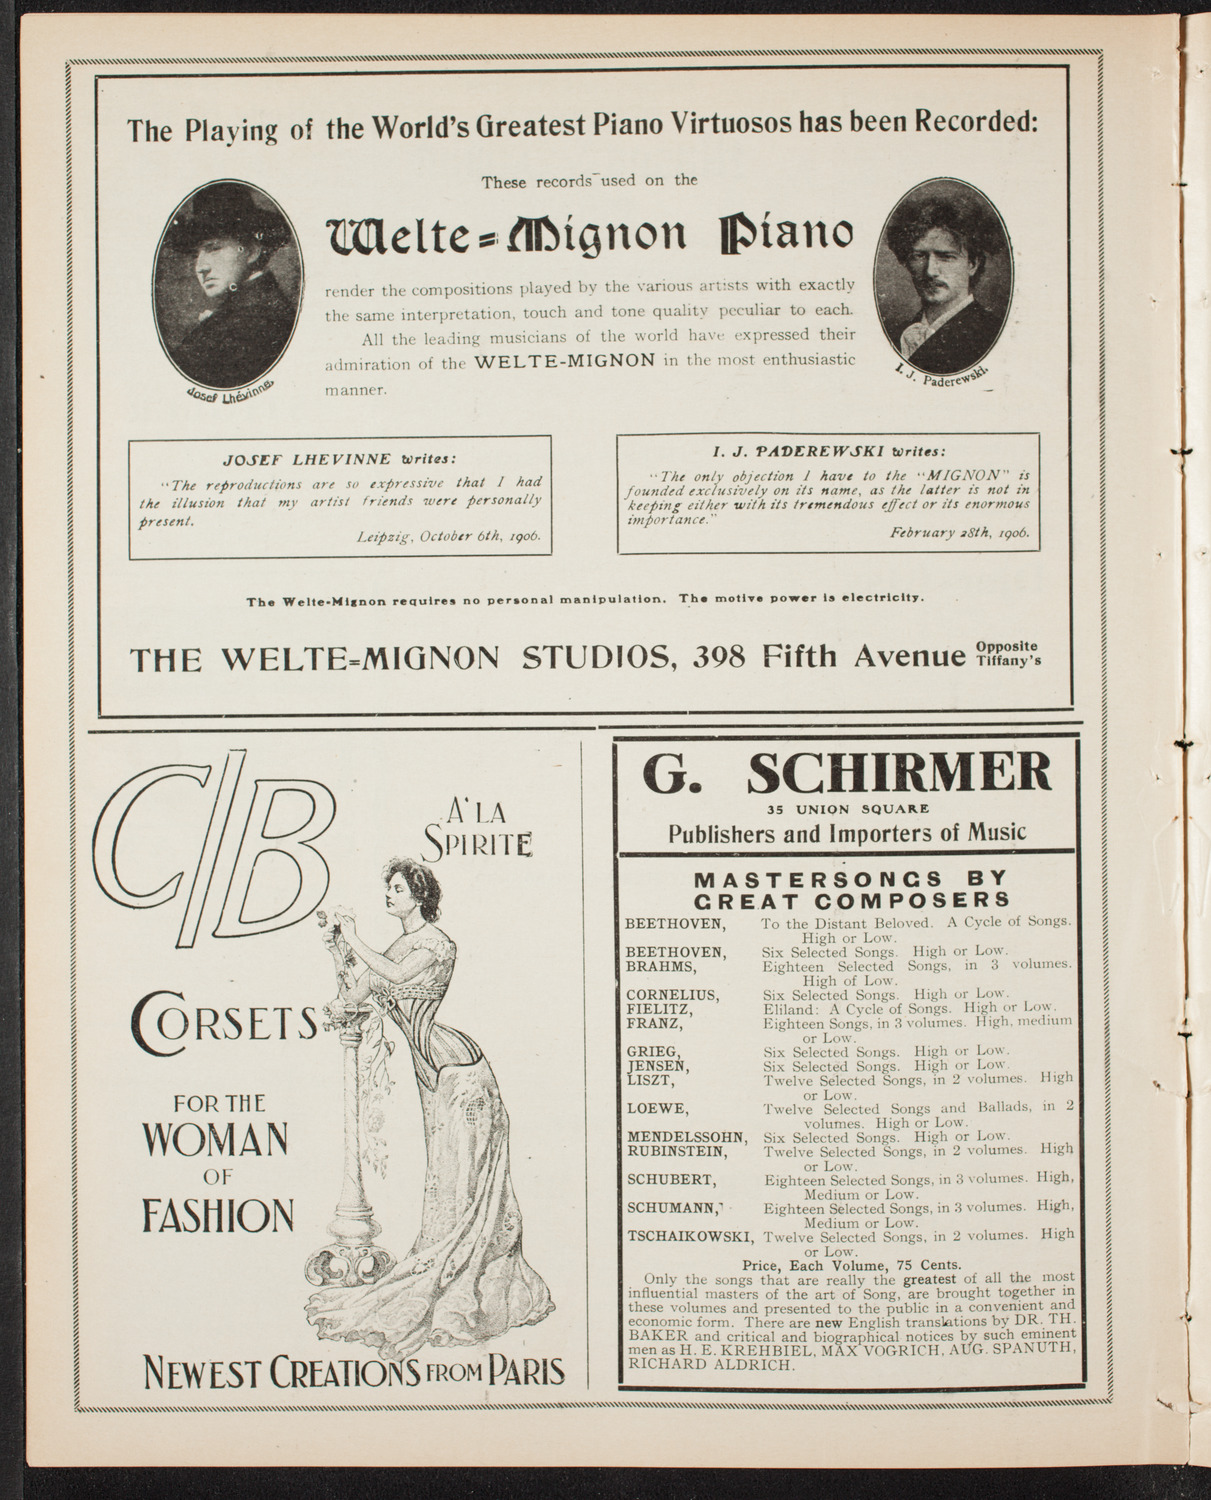 The Playing of the World's Greatest Piano Virtuosos has been Recorded:
These records used on the
Welte=Mignon Piano
render the compositions played by the various artists with exactly
the same interpretation, touch and tone quality peculiar to each.
All the leading musicians of the world have expressed their
admiration of the WELTE-MIGNON in the most enthusiastic
manner.
Josef Lhévinne.
I. J. Paderewski.
JOSEF LHEVINNE writes:
"The reproductions are so expressive that I had
the illusion that my artist friends were personally
present.
Leipzig, October 6th, 1906.
I. J. PADEREWSKI writes:
"The only objection I have to the "MIGNON" is
founded exclusively on its name, as the latter is not in
keeping either with its tremendous effect or its enormous
importance."
February 28th, 1906.
The Welte-Mignon requires no personal manipulation. The motive power is electricity.
THE WELTE=MIGNON STUDIOS, 398 Fifth Avenue Opposite
Tiffany's
C/B
A' LA
SPIRITE
CORSETS
FOR THE
WOMAN
OF
FASHION
NEWEST CREATIONS FROM PARIS
G. SCHIRMER
35 UNION SQUARE
Publishers and Importers of Music
MASTERSONGS BY
GREAT COMPOSERS
BEETHOVEN, To the Distant Beloved. A Cycle of Songs.
High or Low.
BEETHOVEN, Six Selected Songs. High or Low.
BRAHMS, Eighteen Selected Songs, in 3 volumes.
High of Low.
CORNELIUS, Six Selected Songs. High or Low.
FIELITZ, Eliland: A Cycle of Songs. High or Low.
FRANZ, Eighteen Songs, in 3 volumes. High, medium
or Low.
GRIEG, Six Selected Songs. High or Low.
JENSEN, Six Selected Songs. High or Low.
LISZT, Twelve Selected Songs, in 2 volumes. High
or Low.
LOEWE, Twelve Selected Songs and Ballads, in 2
volumes. High or Low.
MENDELSSOHN, Six Selected Songs. High or Low.
RUBINSTEIN, Twelve Selected Songs, in 2 volumes. High
or Low.
SCHUBERT, Eighteen Selected Songs, in 3 volumes. High,
Medium or Low.
SCHUMANN, Eighteen Selected Songs, in 3 volumes. High,
Medium or Low.
TSCHAIKOWSKI, Twelve Selected Songs, in 2 volumes. High
or Low.
Price, Each Volume, 75 Cents.
Only the songs that are really the greatest of all the most
influential masters of the art of Song, are brought together in
these volumes and presented to the public in a convenient and
economic form. There are new English translations by DR. TH.
BAKER and critical and biographical notices by such eminent
men as H. E. KREHBIEL, MAX VOGRICH, AUG. SPANUTH,
RICHARD ALDRICH.